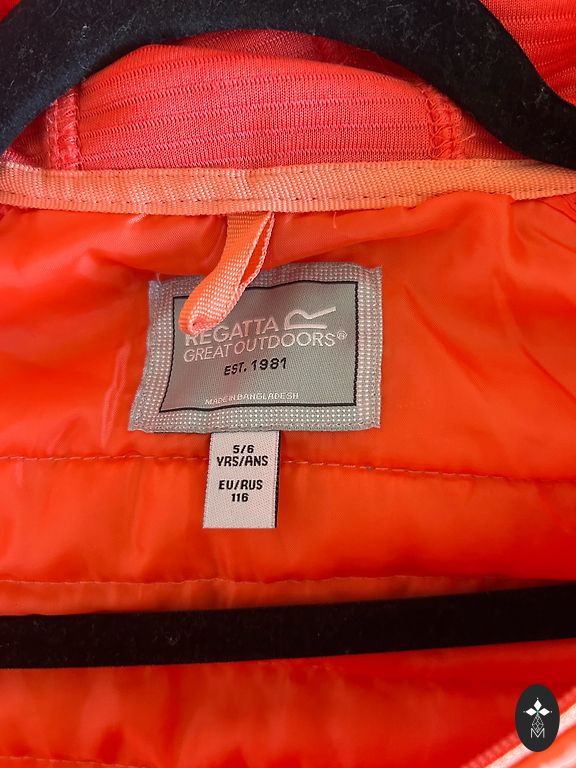 REGATTA
GREAT OUTDOORS®
EST. 1981
MADE IN BANGLADESH
5/6
YRS/ANS
EU/RUS
116
M